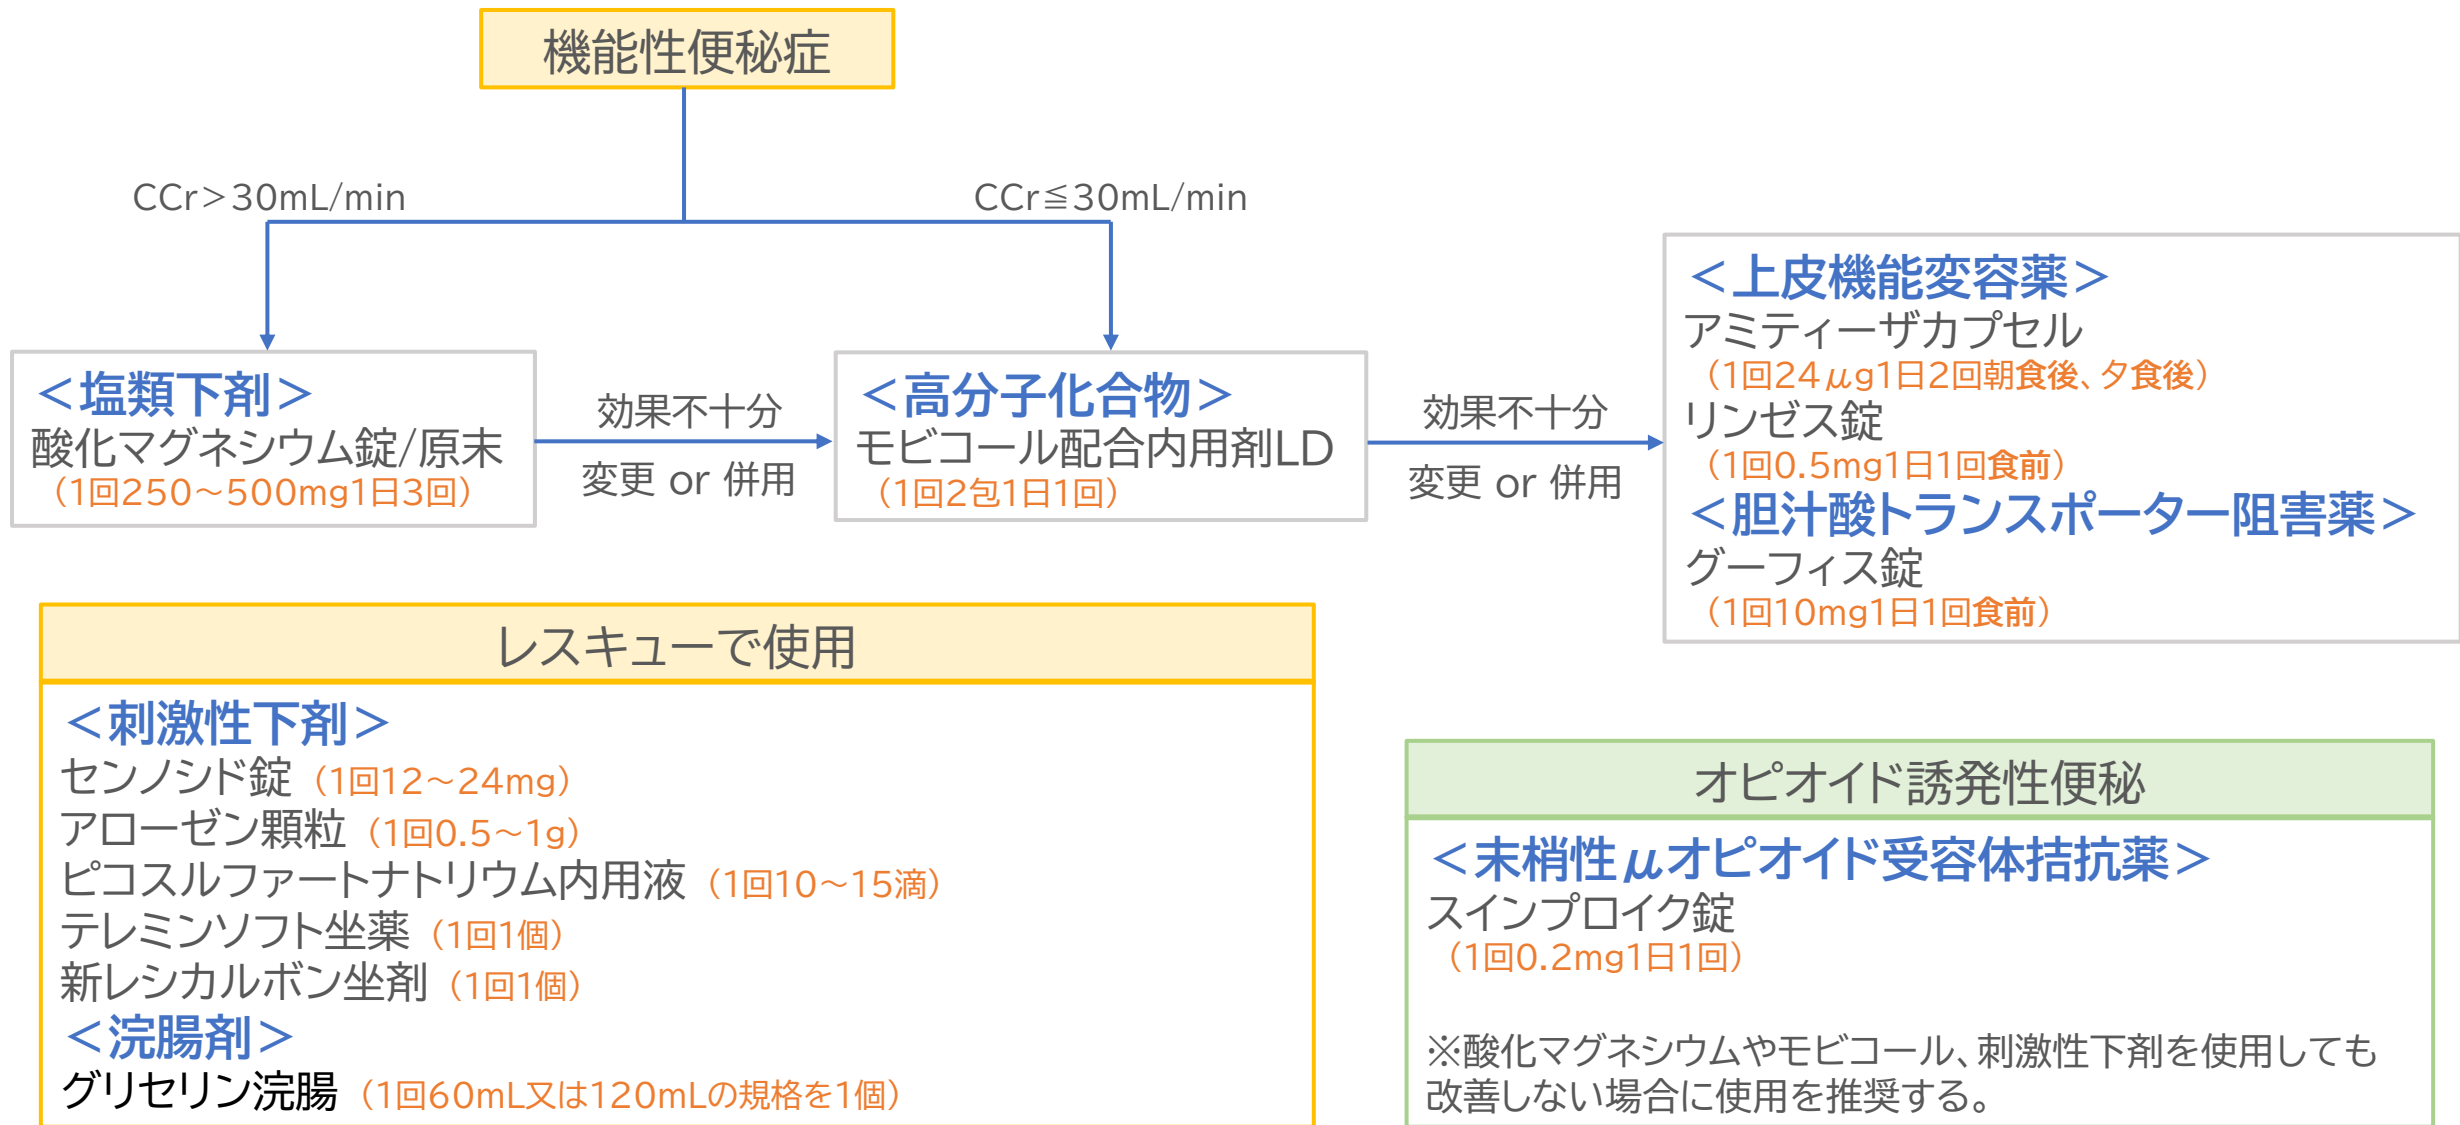 機能性便秘症
CCr＞30mL/min
CCr≦30mL/min
＜塩類下剤＞
酸化マグネシウム錠/原末
（1回250～500mg1日3回）
効果不十分
変更 or 併用
＜高分子化合物＞
モビコール配合内用剤LD
（1回2包1日1回）
効果不十分
変更 or 併用
＜上皮機能変容薬＞
アミティーザカプセル
（1回24μg1日2回朝食後、夕食後）
リンゼス錠
（1回0.5mg1日1回食前）
＜胆汁酸トランスポーター阻害薬＞
グーフィス錠
（1回10mg1日1回食前）
レスキューで使用
＜刺激性下剤＞
センノシド錠（1回12～24mg）
アローゼン顆粒（1回0.5～1g）
ピコスルファートナトリウム内用液（1回10～15滴）
テレミンソフト坐薬（1回1個）
新レシカルボン坐剤（1回1個）
＜浣腸剤＞
グリセリン浣腸（1回60mL又は120mLの規格を1個）
オピオイド誘発性便秘
＜末梢性μオピオイド受容体拮抗薬＞
スインプロイク錠
（1回0.2mg1日1回）
※酸化マグネシウムやモビコール、刺激性下剤を使用しても
改善しない場合に使用を推奨する。